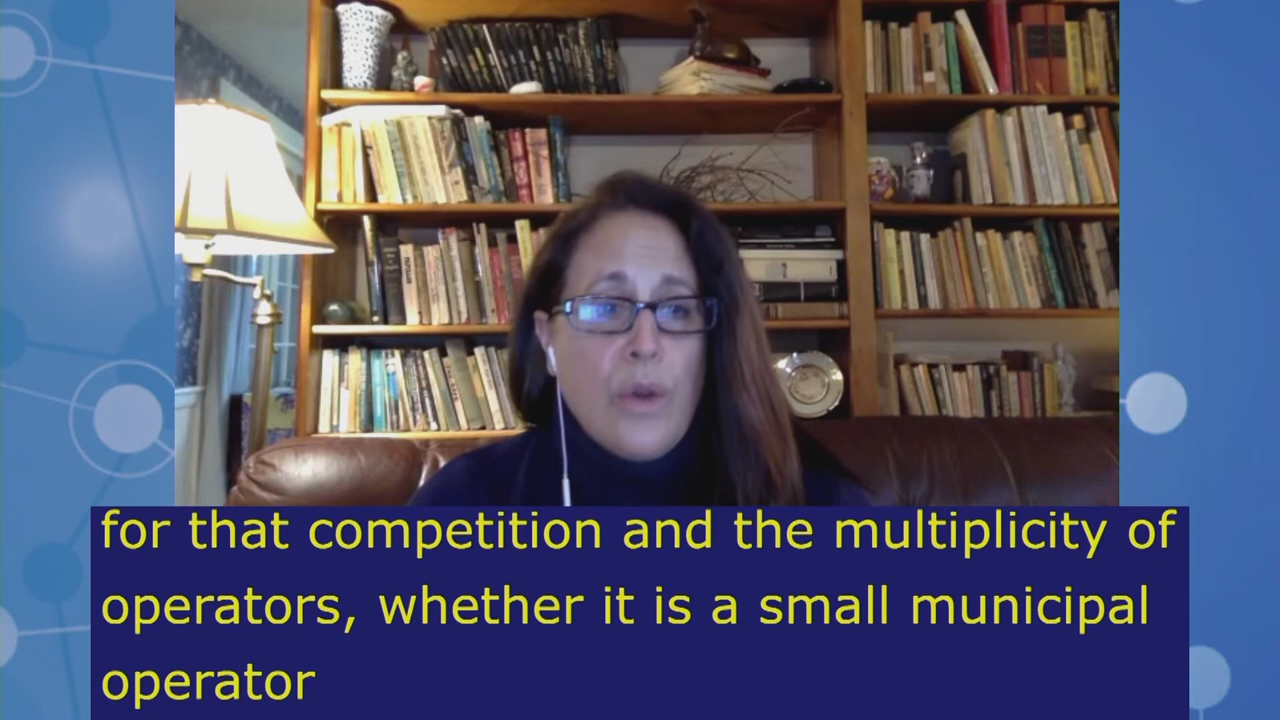 for that competition and the multiplicity of
operators, whether it is a small municipal
operator